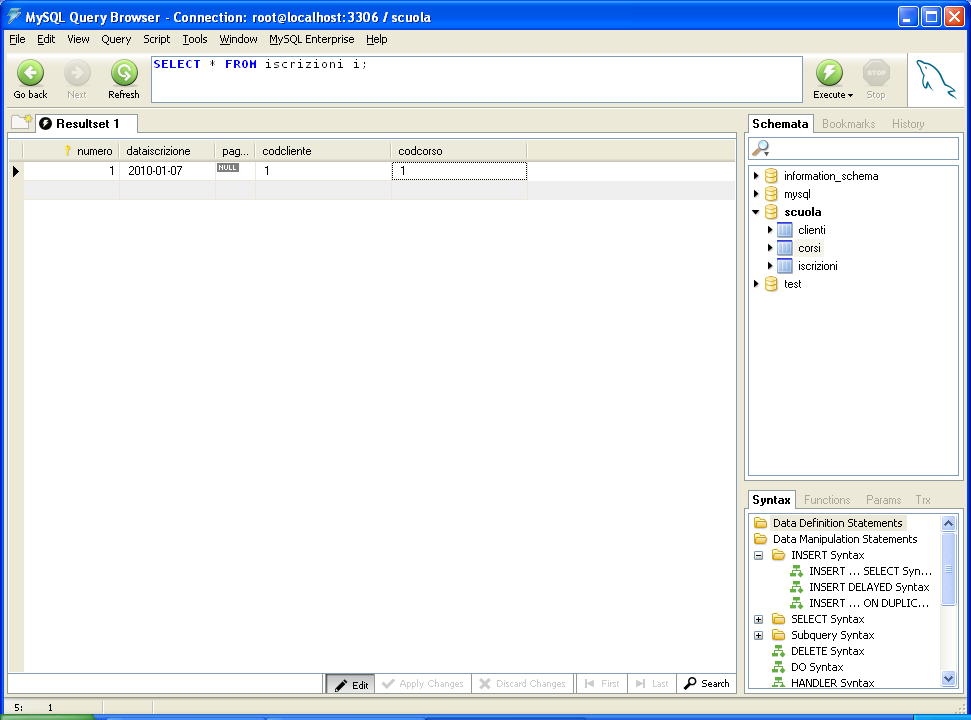 MySQL Query Browser - Connection: root@localhost:3306 / scuola
File Edit View Query Script Tools Window MySQL Enterprise Help
SELECT * FROM iscrizioni i;
Go back Next Refresh Execute Stop
Resultset 1
numero dataiscrizione pag... codcliente codcorso
1 2010-01-07 NULL 1 1
Schemata Bookmarks History
information_schema
mysql
scuola
clienti
corsi
iscrizioni
test
Syntax Functions Params Trx
Data Definition Statements
Data Manipulation Statements
INSERT Syntax
INSERT ... SELECT Syn...
INSERT DELAYED Syntax
INSERT ... ON DUPLIC...
SELECT Syntax
Subquery Syntax
DELETE Syntax
DO Syntax
HANDLER Syntax
Edit Apply Changes Discard Changes First Last Search
5: 1